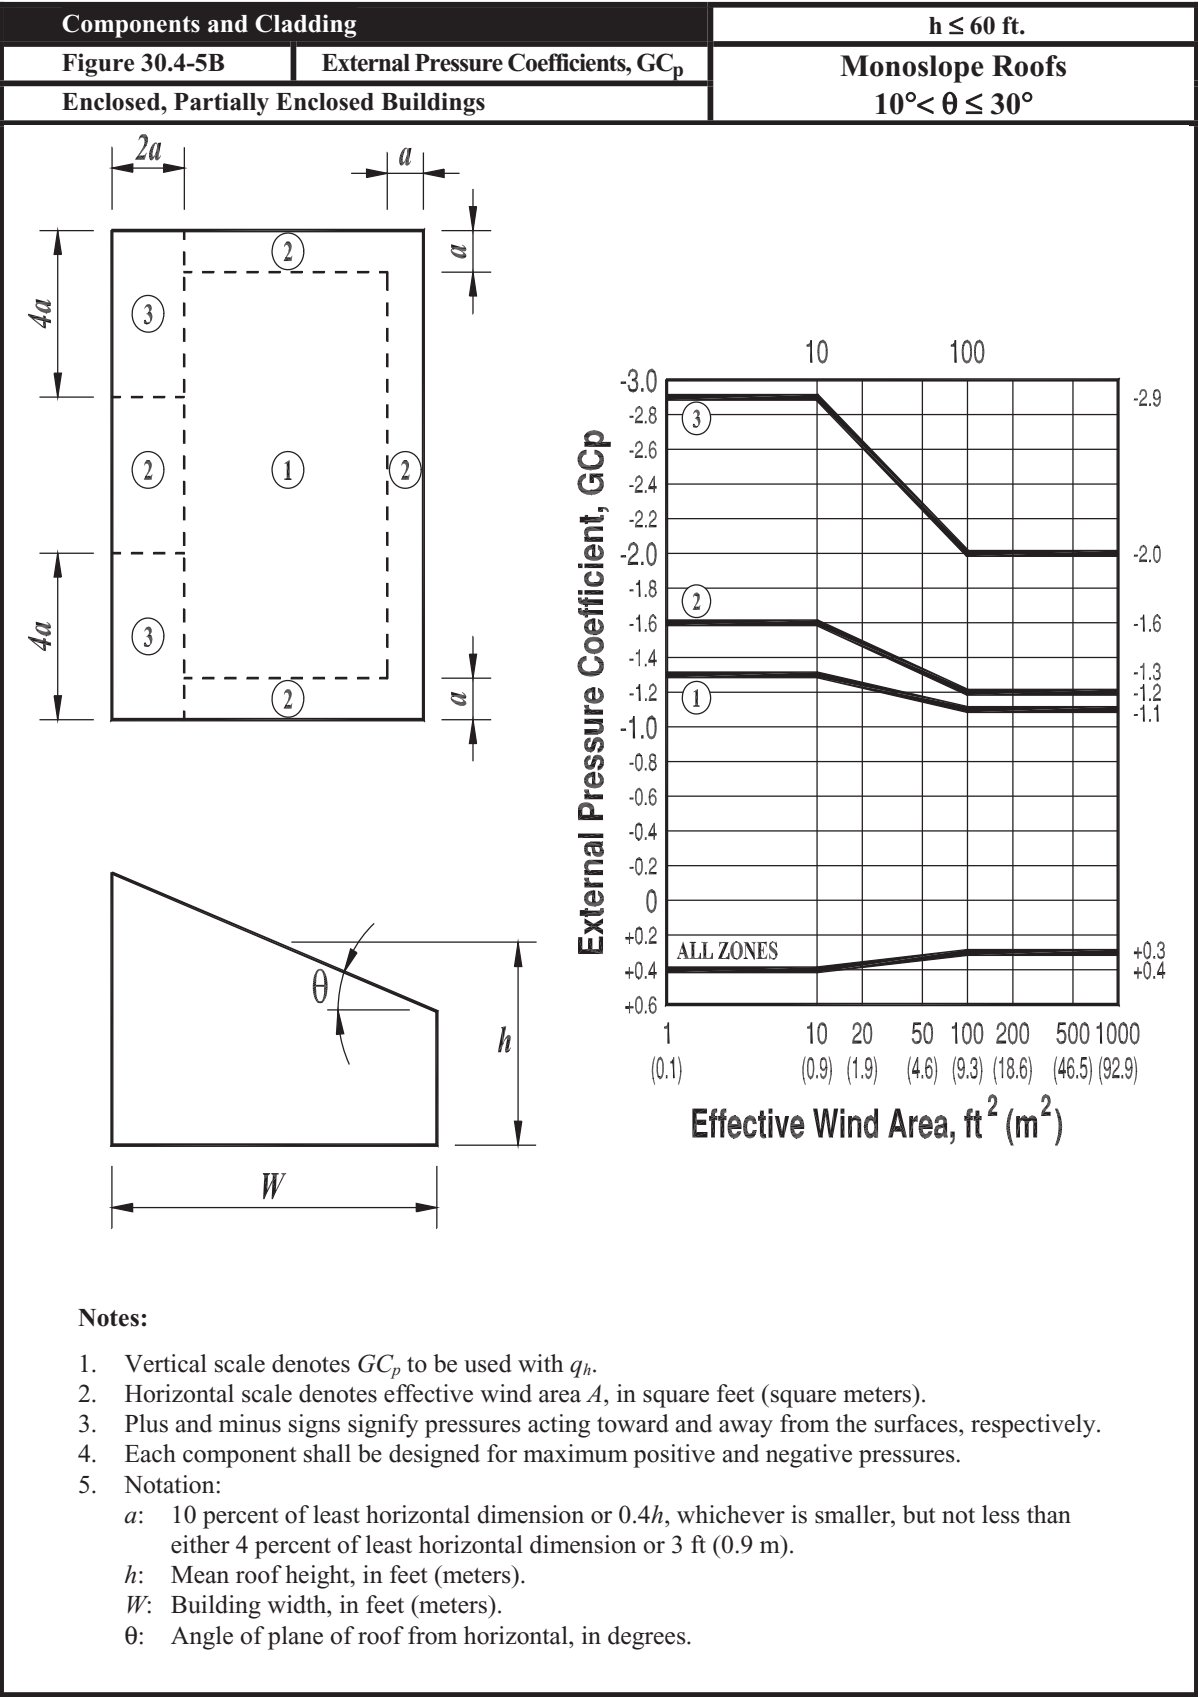 Components and Cladding
h ≤ 60 ft.
Figure 30.4-5B
External Pressure Coefficients, GCp
Monoslope Roofs
10°< θ ≤ 30°
Enclosed, Partially Enclosed Buildings
2a
a
2
a
3
4a
2
1
2
3
4a
2
a
10 100
-3.0
-2.9
3
-2.8
-2.6
-2.4
-2.2
-2.0
-2.0
-1.8
2
-1.6
-1.6
-1.4
-1.3
1
-1.2
-1.2
-1.1
-1.0
-0.8
-0.6
-0.4
-0.2
0
+0.2
ALL ZONES
+0.3
+0.4
+0.4
+0.6
External Pressure Coefficient, GCp
1 10 20 50 100 200 500 1000
(0.1) (0.9) (1.9) (4.6) (9.3) (18.6) (46.5) (92.9)
Effective Wind Area, ft² (m²)
θ
h
W
Notes:
1. Vertical scale denotes GCp to be used with qh.
2. Horizontal scale denotes effective wind area A, in square feet (square meters).
3. Plus and minus signs signify pressures acting toward and away from the surfaces, respectively.
4. Each component shall be designed for maximum positive and negative pressures.
5. Notation:
a: 10 percent of least horizontal dimension or 0.4h, whichever is smaller, but not less than
either 4 percent of least horizontal dimension or 3 ft (0.9 m).
h: Mean roof height, in feet (meters).
W: Building width, in feet (meters).
θ: Angle of plane of roof from horizontal, in degrees.